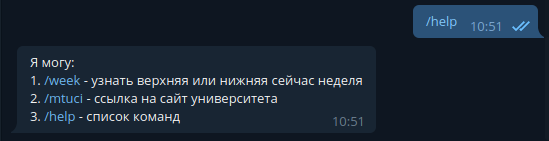 /help 10:51
Я могу:
1. /week - узнать верхняя или нижняя сейчас неделя
2. /mtuci - ссылка на сайт университета
3. /help - список команд
10:51